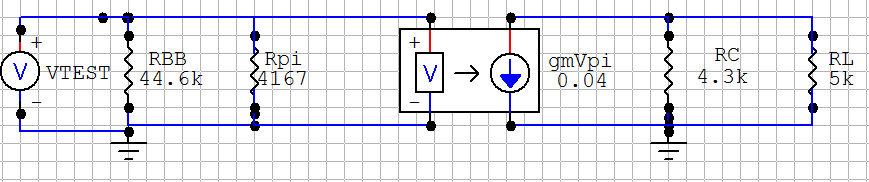 +
V
−
VTEST
RBB
44.6k
Rpi
4167
+
V
−
gmVpi
0.04
RC
4.3k
RL
5k